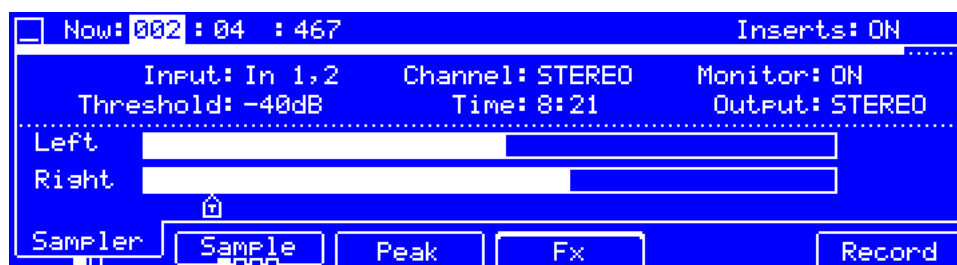 Now: 002 : 04 : 467 Inserts: ON
Input: In 1,2 Channel: STEREO Monitor: ON
Threshold: -40dB Time: 8:21 Output: STEREO
Left
Right
T
Sampler Sample Peak Fx Record